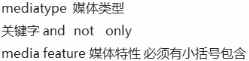 mediatype 媒体类型
关键字 and not only
media feature 媒体特性 必须有小括号包含